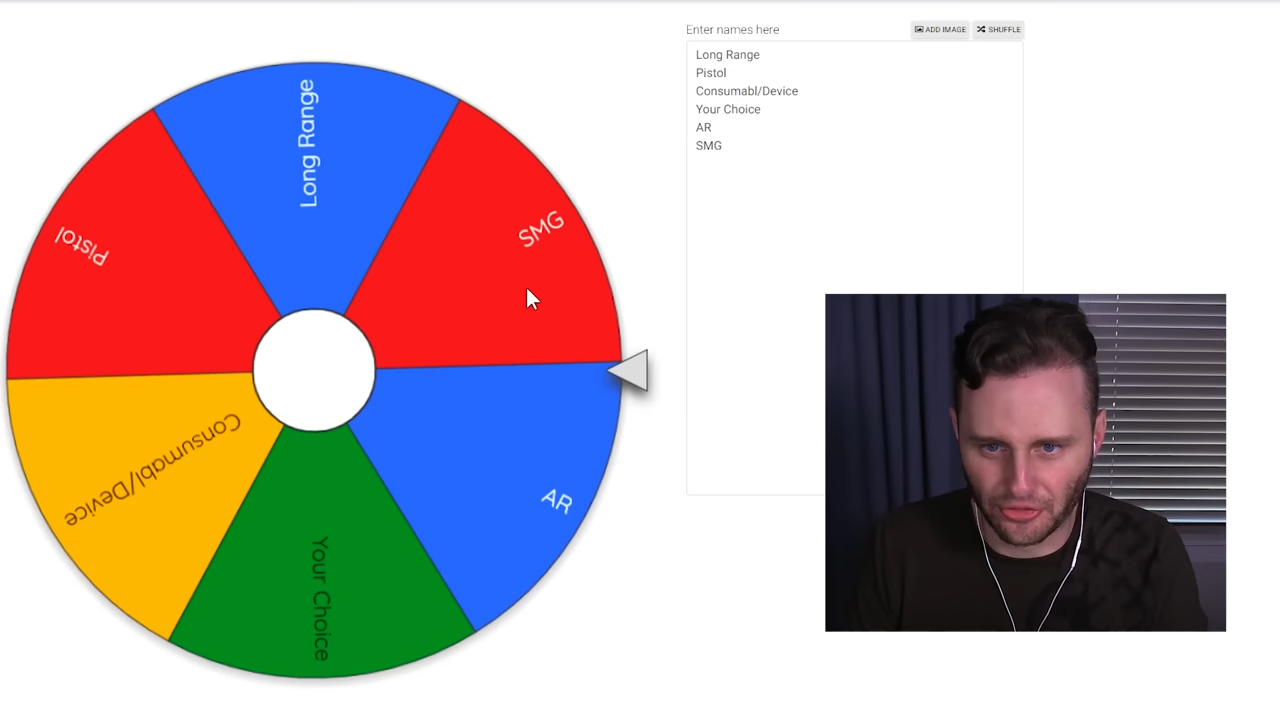 Enter names here
ADD IMAGE
SHUFFLE
Long Range
Pistol
Consumabl/Device
Your Choice
AR
SMG
Long Range
SMG
AR
Your Choice
Consumabl/Device
Pistol